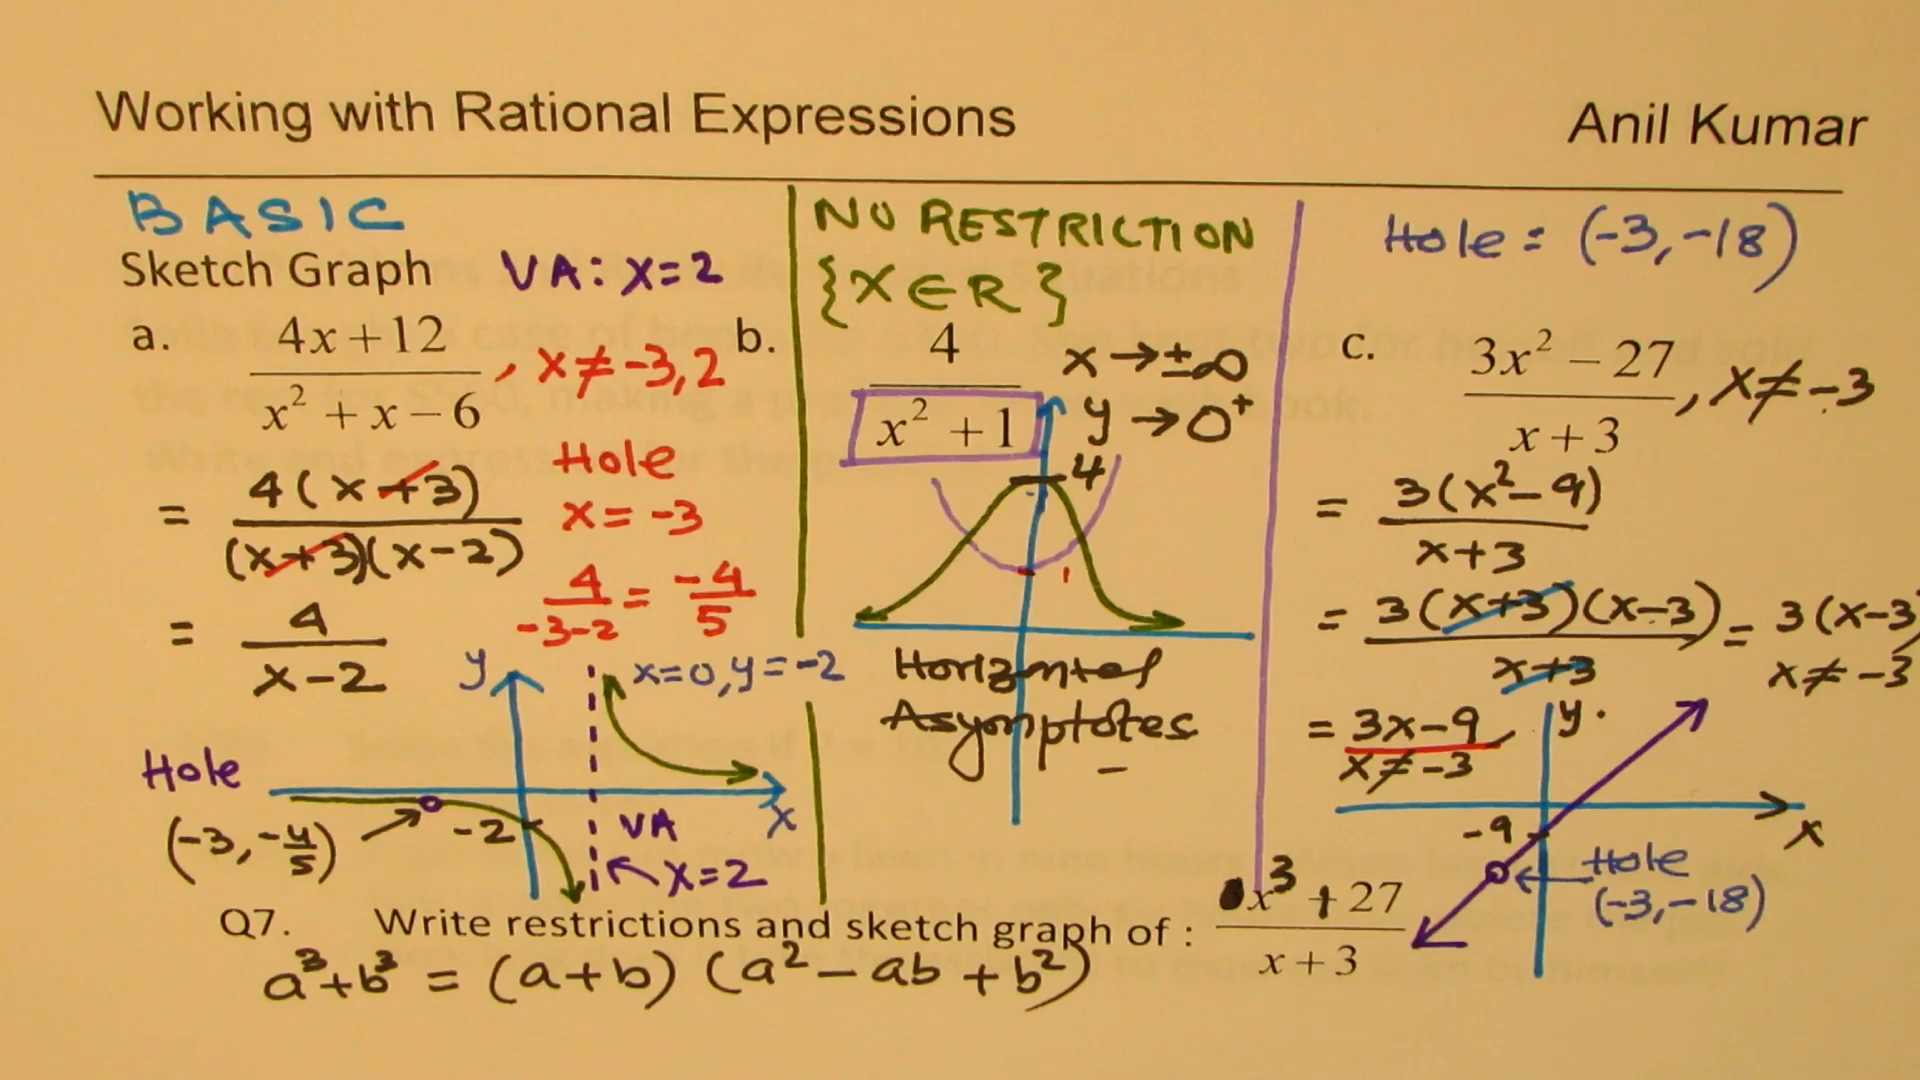 Working with Rational Expressions
Anil Kumar
BASIC
Sketch Graph VA: x=2
a. (4x+12)/(x² + x − 6), x≠-3,2
= 4(x+3)/((x+3)(x-2))
= 4/(x-2)
Hole
x = -3
4/(-3-2) = -4/5
y
x=0, y=-2
Hole
(-3, -4/5)
-2
VA
x=2
x
NO RESTRICTION
{x∈R}
b. 4/(x² +1)
x→±∞
y→0⁺
4
1
Horizontal
Asymptotes
Hole = (-3,-18)
c. (3x² − 27)/(x+3), x≠-3
= 3(x²-9)/(x+3)
= 3(x+3)(x-3)/(x+3) = 3(x-3)
x≠-3
= 3x-9,
x≠-3
y
x
-9
Hole
(-3,-18)
Q7. Write restrictions and sketch graph of : (x³ + 27)/(x+3)
a³+b³ = (a+b)(a²-ab+b²)